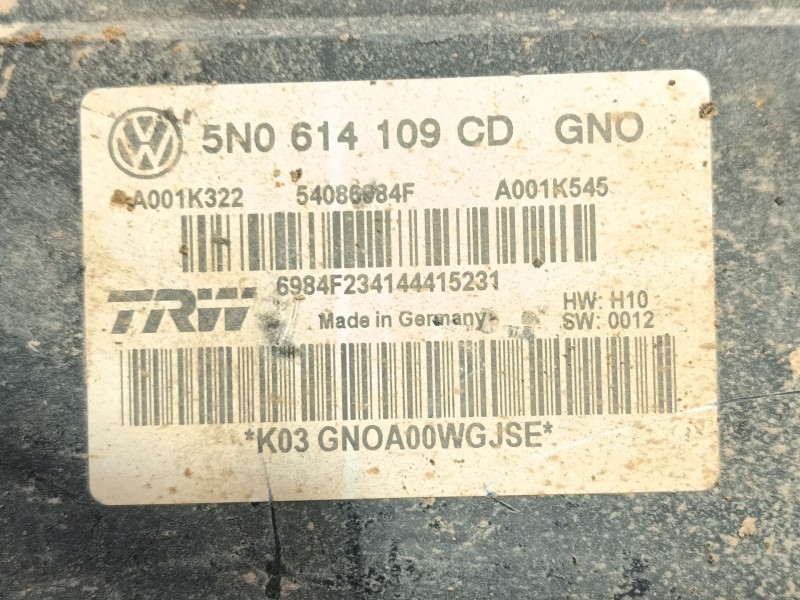 VW 5N0 614 109 CD GNO
A001K322 54086984F A001K545
6984F234144415231
TRW Made in Germany HW: H10
SW: 0012
*K03 GNOA00WGJSE*